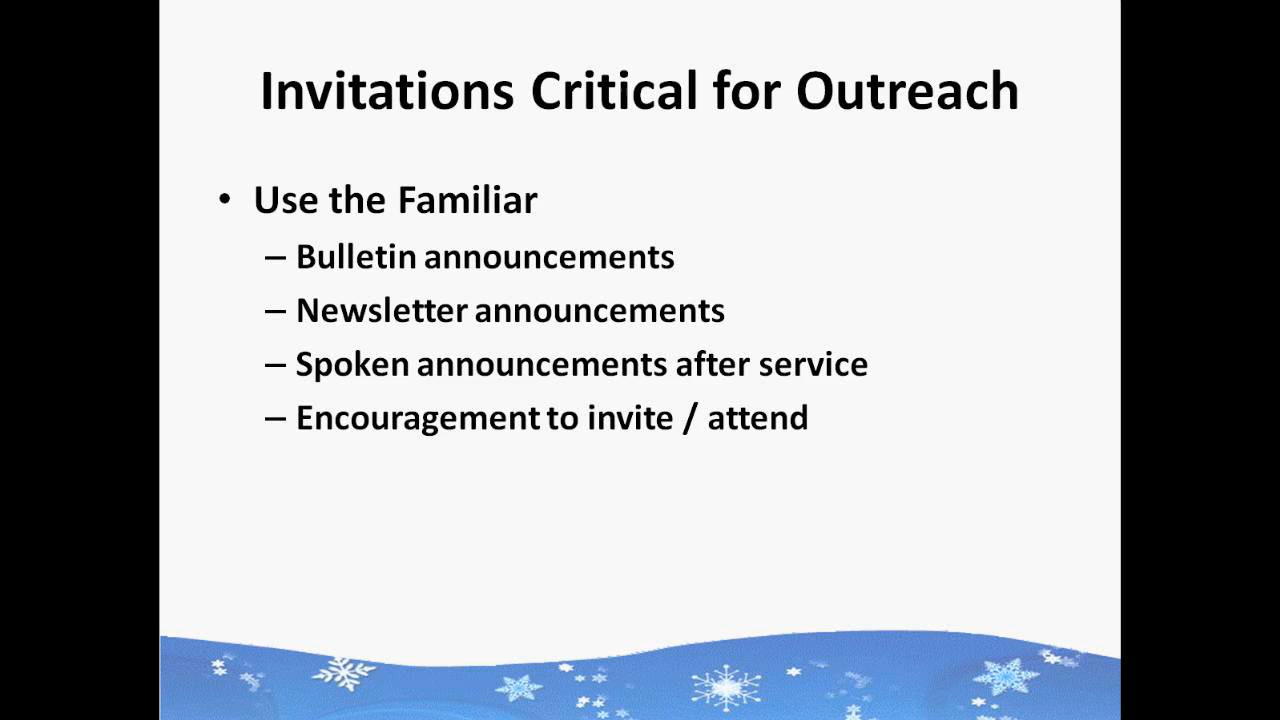 Invitations Critical for Outreach
• Use the Familiar
– Bulletin announcements
– Newsletter announcements
– Spoken announcements after service
– Encouragement to invite / attend